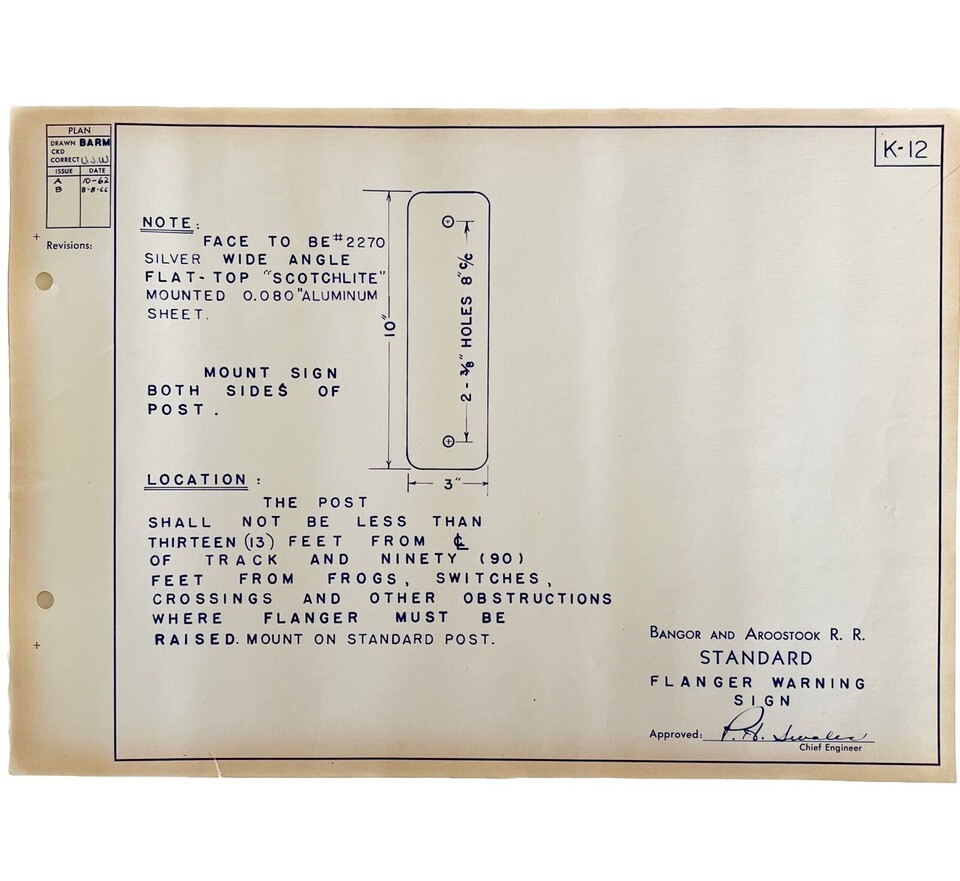 PLAN
DRAWN BARM
CKD
CORRECT U.J.W
ISSUE DATE
A 10-62
B 8-8-66
Revisions:
K-12
NOTE:
FACE TO BE #2270
SILVER WIDE ANGLE
FLAT-TOP "SCOTCHLITE"
MOUNTED 0.080" ALUMINUM
SHEET.
MOUNT SIGN
BOTH SIDES OF
POST.
10"
2 - 3/8" HOLES 8" c/c
3"
LOCATION:
THE POST
SHALL NOT BE LESS THAN
THIRTEEN (13) FEET FROM ℄
OF TRACK AND NINETY (90)
FEET FROM FROGS, SWITCHES,
CROSSINGS AND OTHER OBSTRUCTIONS
WHERE FLANGER MUST BE
RAISED. MOUNT ON STANDARD POST.
BANGOR AND AROOSTOOK R. R.
STANDARD
FLANGER WARNING
SIGN
Approved: P. H. Swales
Chief Engineer